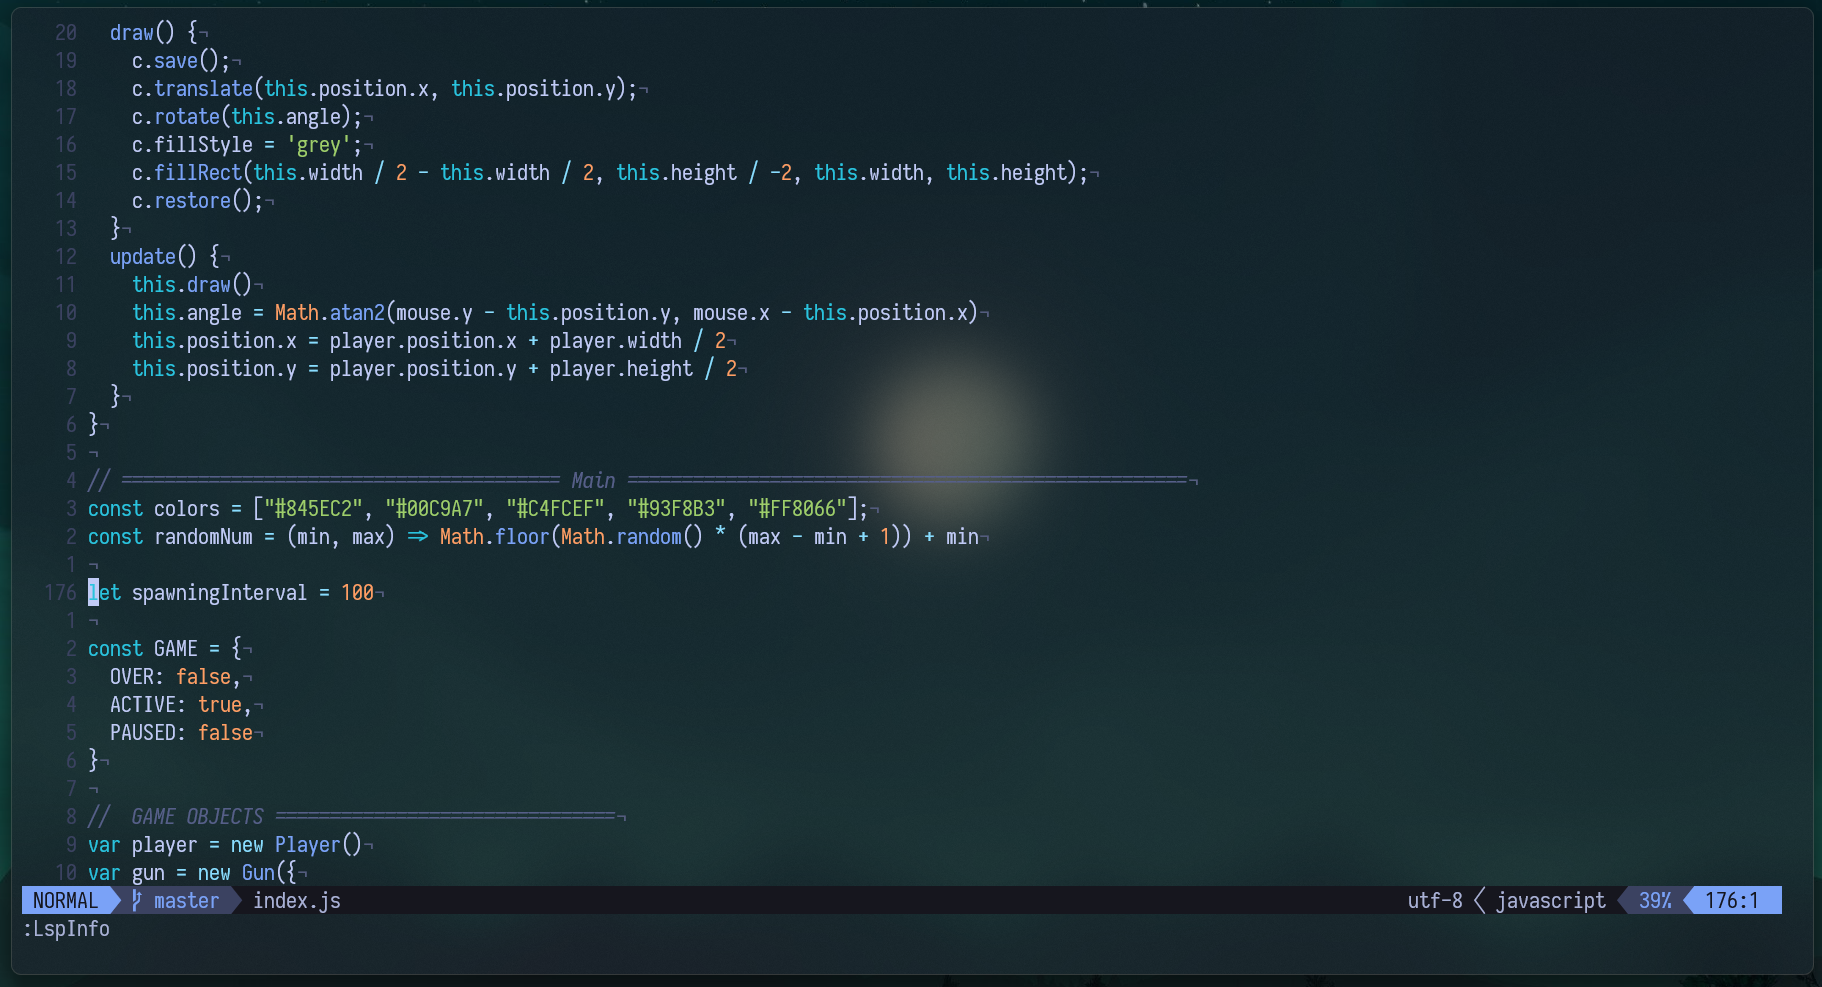 20 draw() {¬
19 c.save();¬
18 c.translate(this.position.x, this.position.y);¬
17 c.rotate(this.angle);¬
16 c.fillStyle = 'grey';¬
15 c.fillRect(this.width / 2 - this.width / 2, this.height / -2, this.width, this.height);¬
14 c.restore();¬
13 }¬
12 update() {¬
11 this.draw()¬
10 this.angle = Math.atan2(mouse.y - this.position.y, mouse.x - this.position.x)¬
9 this.position.x = player.position.x + player.width / 2¬
8 this.position.y = player.position.y + player.height / 2¬
7 }¬
6 }¬
5 ¬
4 // ======================================== Main ===================================================¬
3 const colors = ["#845EC2", "#00C9A7", "#C4FCEF", "#93F8B3", "#FF8066"];¬
2 const randomNum = (min, max) => Math.floor(Math.random() * (max - min + 1)) + min¬
1 ¬
176 let spawningInterval = 100¬
1 ¬
2 const GAME = {¬
3 OVER: false,¬
4 ACTIVE: true,¬
5 PAUSED: false¬
6 }¬
7 ¬
8 // GAME OBJECTS ===============================¬
9 var player = new Player()¬
10 var gun = new Gun({¬
NORMAL master index.js utf-8 javascript 39% 176:1
:LspInfo